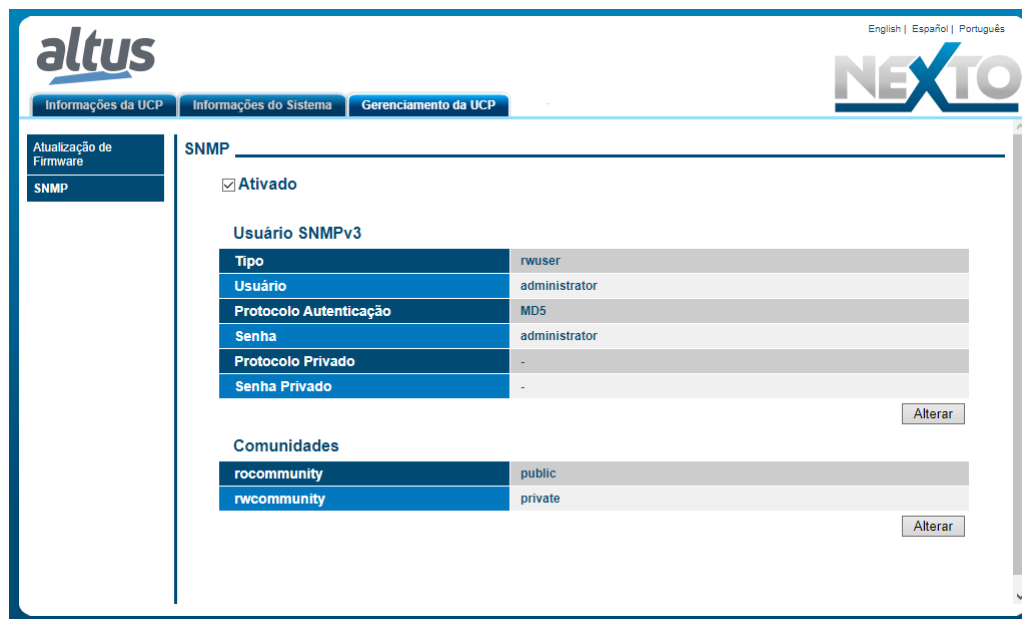 altus
English | Español | Português
NEXTO
Informações da UCP Informações do Sistema Gerenciamento da UCP
Atualização de
Firmware
SNMP
SNMP
Ativado
Usuário SNMPv3
Tipo rwuser
Usuário administrator
Protocolo Autenticação MD5
Senha administrator
Protocolo Privado -
Senha Privado -
Alterar
Comunidades
rocommunity public
rwcommunity private
Alterar